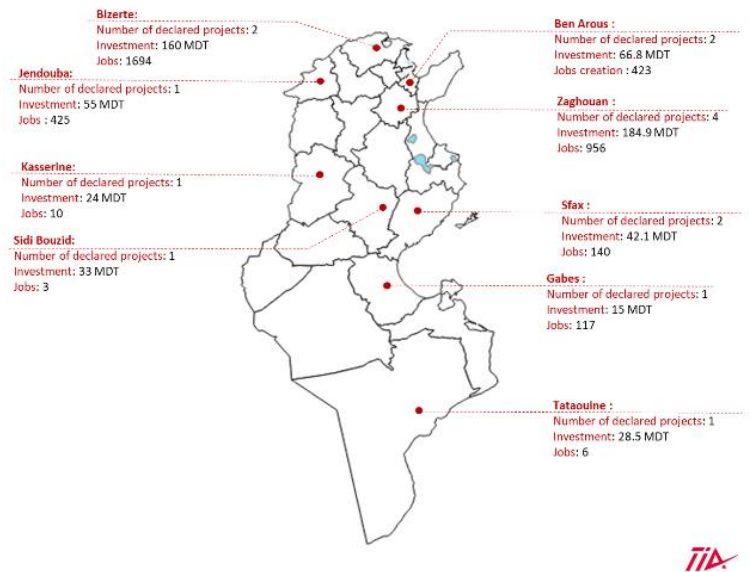 Bizerte:
Number of declared projects: 2
Investment: 160 MDT
Jobs: 1694
Jendouba:
Number of declared projects: 1
Investment: 55 MDT
Jobs : 425
Kasserine:
Number of declared projects: 1
Investment: 24 MDT
Jobs: 10
Sidi Bouzid:
Number of declared projects: 1
Investment: 33 MDT
Jobs: 3
Ben Arous :
Number of declared projects: 2
Investment: 66.8 MDT
Jobs creation : 423
Zaghouan :
Number of declared projects: 4
Investment: 184.9 MDT
Jobs: 956
Sfax :
Number of declared projects: 2
Investment: 42.1 MDT
Jobs: 140
Gabes :
Number of declared projects: 1
Investment: 15 MDT
Jobs: 117
Tataouine :
Number of declared projects: 1
Investment: 28.5 MDT
Jobs: 6
TIA